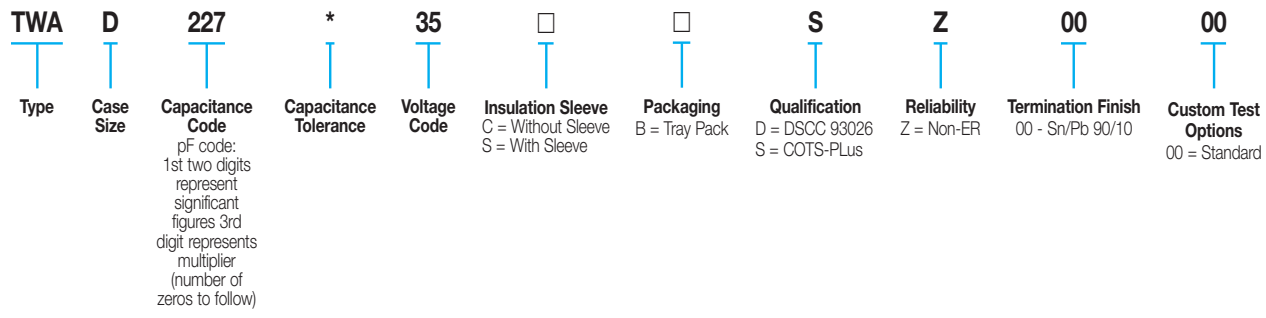 TWA D 227 * 35 □ □ S Z 00 00
Type
Case
Size
Capacitance
Code
pF code:
1st two digits
represent
significant
figures 3rd
digit represents
multiplier
(number of
zeros to follow)
Capacitance
Tolerance
Voltage
Code
Insulation Sleeve
C = Without Sleeve
S = With Sleeve
Packaging
B = Tray Pack
Qualification
D = DSCC 93026
S = COTS-PLus
Reliability
Z = Non-ER
Termination Finish
00 - Sn/Pb 90/10
Custom Test
Options
00 = Standard